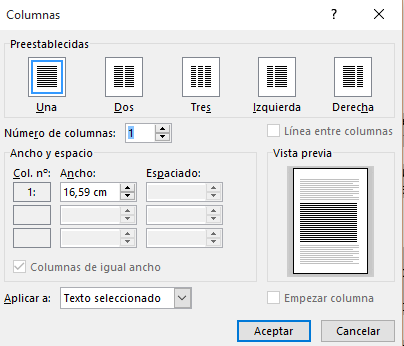 Columnas
Preestablecidas
Una Dos Tres Izquierda Derecha
Número de columnas: 1
Línea entre columnas
Ancho y espacio
Vista previa
Col. nº: Ancho: Espaciado:
1: 16,59 cm
Columnas de igual ancho
Aplicar a: Texto seleccionado
Empezar columna
Aceptar Cancelar